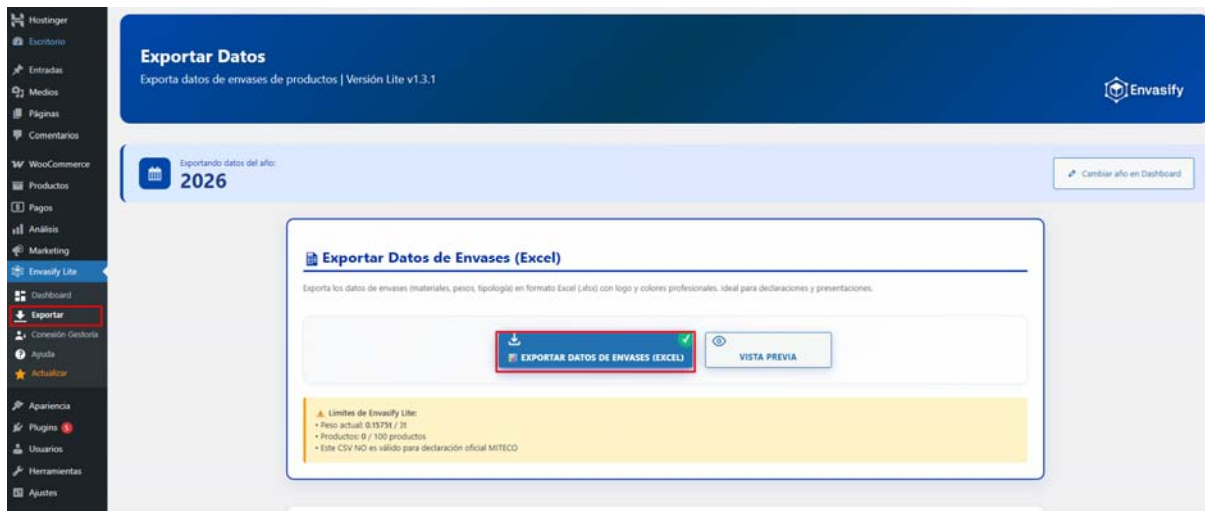 Hostinger
Escritorio
Entradas
Medios
Páginas
Comentarios
WooCommerce
Productos
Pagos
Análisis
Marketing
Envasify Lite
Dashboard
Exportar
Conexión Gestoría
Ayuda
Actualizar
Apariencia
Plugins 5
Usuarios
Herramientas
Ajustes
Exportar Datos
Exporta datos de envases de productos | Versión Lite v1.3.1
Envasify
Exportando datos del año:
2026
Cambiar año en Dashboard
Exportar Datos de Envases (Excel)
Exporta los datos de envases (materiales, pesos, tipología) en formato Excel (.xlsx) con logo y colores profesionales. Ideal para declaraciones y presentaciones.
EXPORTAR DATOS DE ENVASES (EXCEL)
VISTA PREVIA
Límites de Envasify Lite:
• Peso actual: 0.1575t / 2t
• Productos: 0 / 100 productos
• Este CSV NO es válido para declaración oficial MITECO